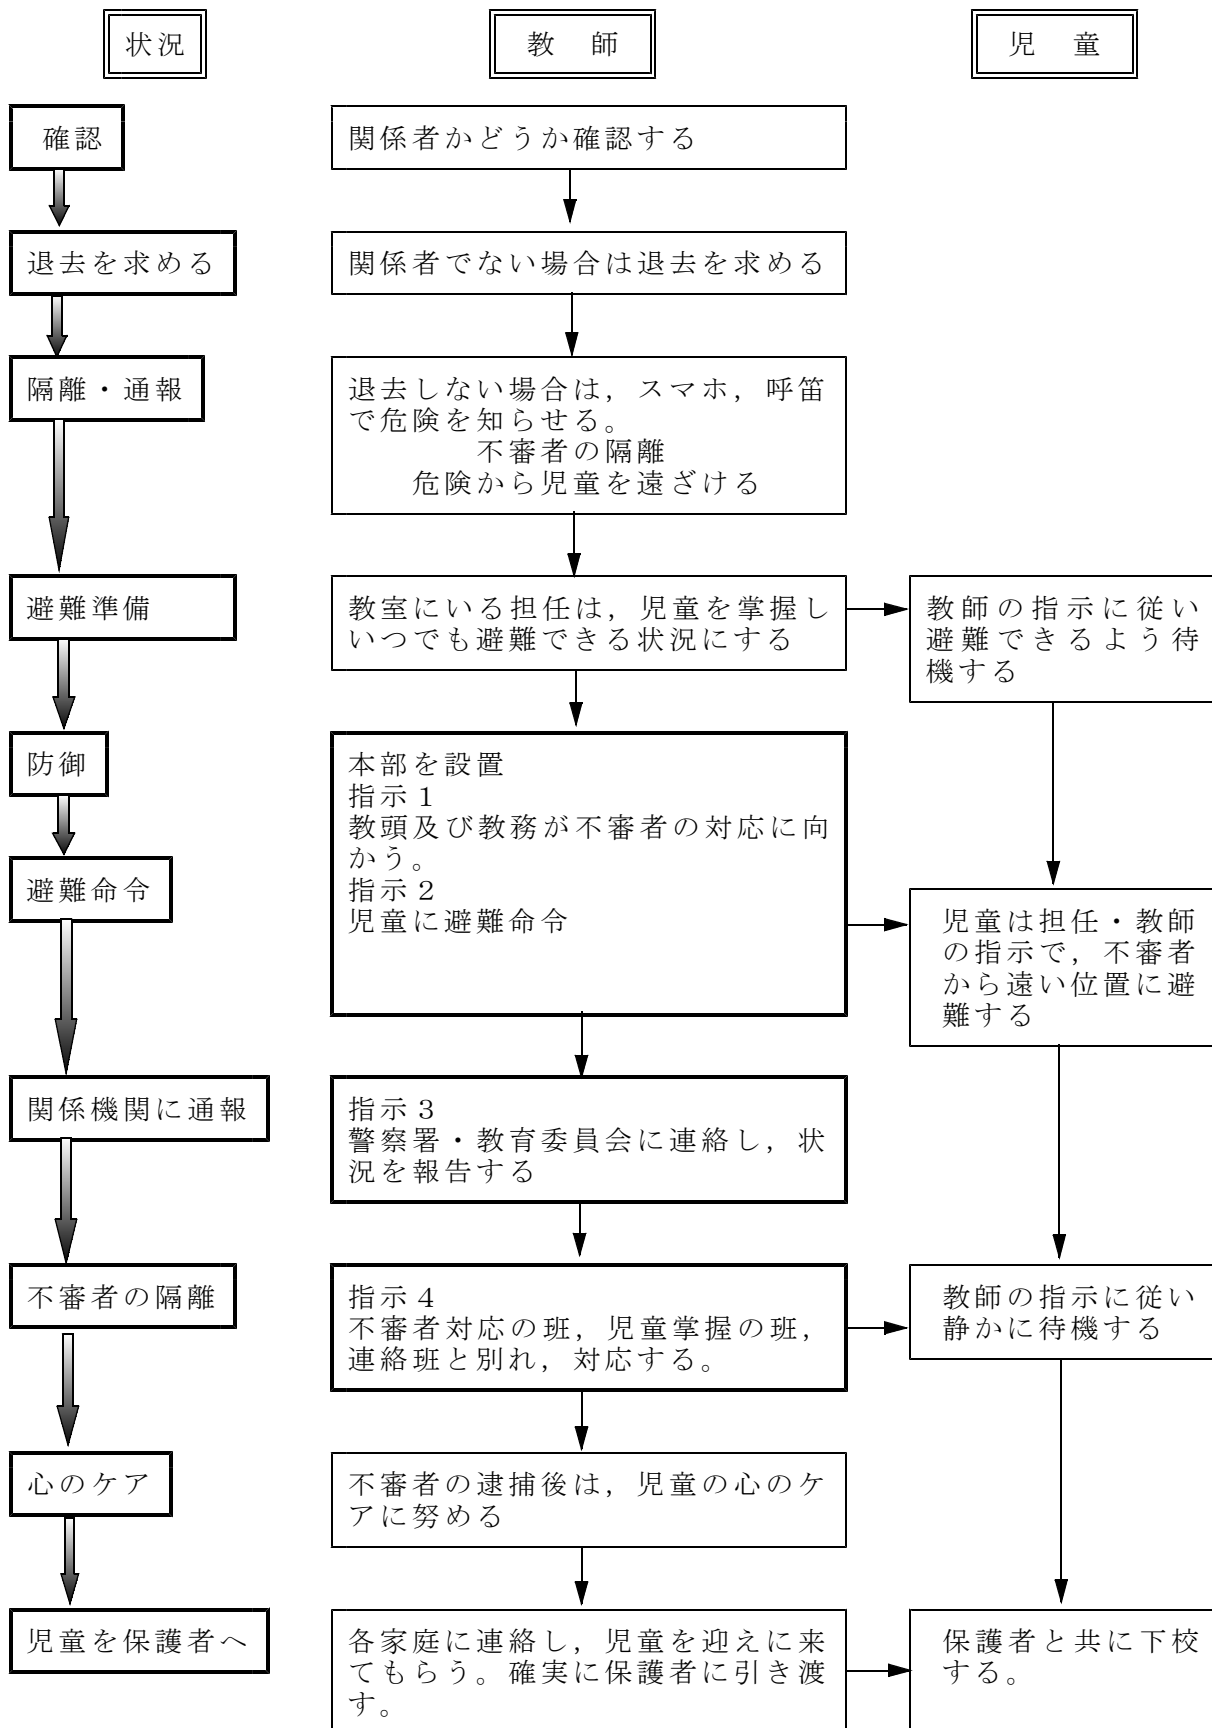 状況
教　師
児　童
確認
関係者かどうか確認する
退去を求める
関係者でない場合は退去を求める
隔離・通報
退去しない場合は，スマホ，呼笛
で危険を知らせる。
不審者の隔離
危険から児童を遠ざける
避難準備
教室にいる担任は，児童を掌握し
いつでも避難できる状況にする
教師の指示に従い
避難できるよう待
機する
防御
本部を設置
指示１
教頭及び教務が不審者の対応に向
かう。
指示２
児童に避難命令
避難命令
児童は担任・教師
の指示で，不審者
から遠い位置に避
難する
関係機関に通報
指示３
警察署・教育委員会に連絡し，状
況を報告する
不審者の隔離
指示４
不審者対応の班，児童掌握の班，
連絡班と別れ，対応する。
教師の指示に従い
静かに待機する
心のケア
不審者の逮捕後は，児童の心のケ
アに努める
児童を保護者へ
各家庭に連絡し，児童を迎えに来
てもらう。確実に保護者に引き渡
す。
保護者と共に下校
する。